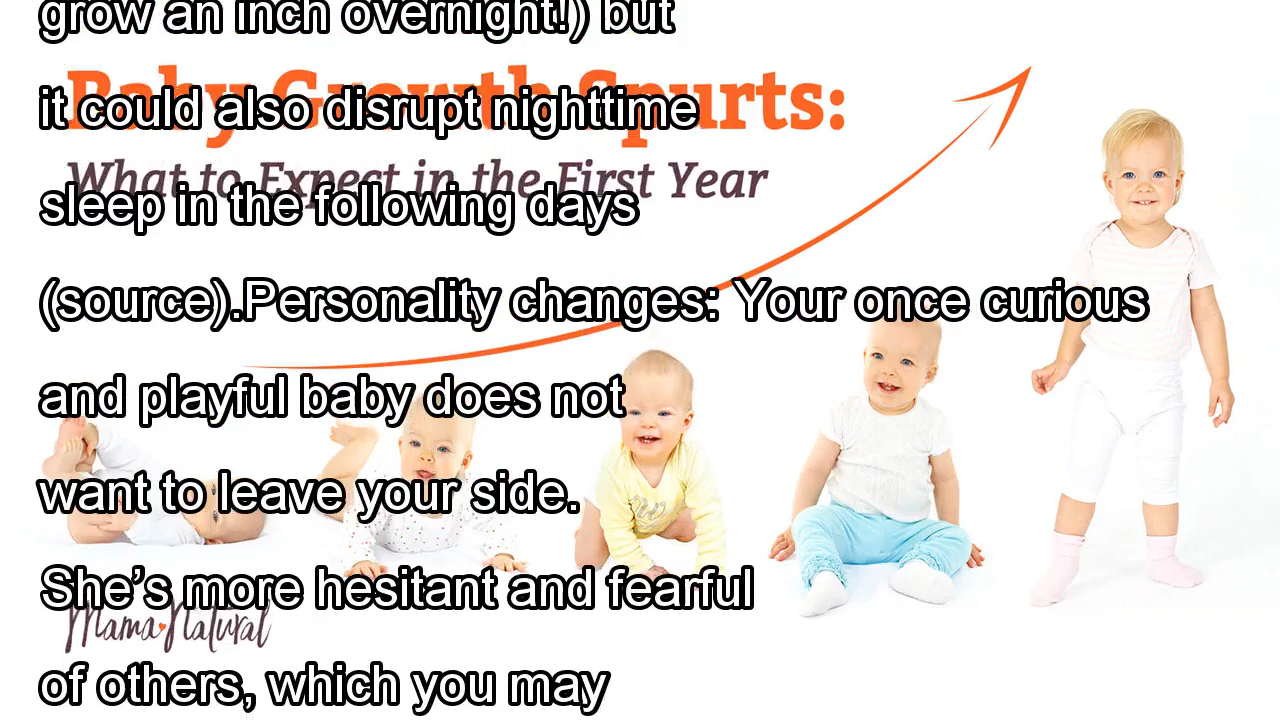 grow an inch overnight!) but
Baby Growth Spurts:
it could also disrupt nighttime
What to Expect in the First Year
sleep in the following days
(source).Personality changes: Your once curious
and playful baby does not
want to leave your side.
She’s more hesitant and fearful
Mama Natural
of others, which you may